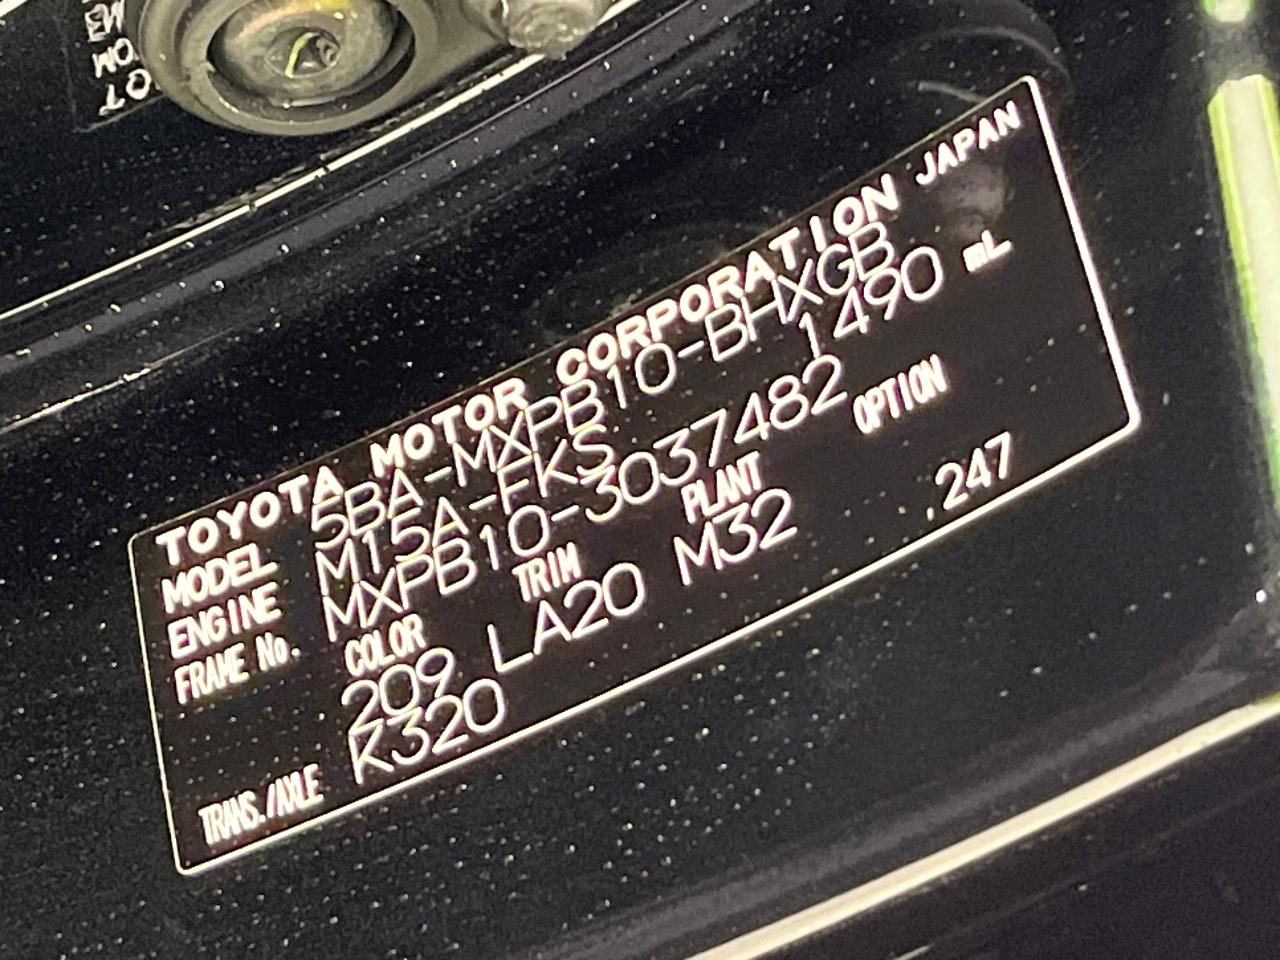 TOYOTA MOTOR CORPORATION JAPAN
MODEL 5BA-MXPB10-BHXGB
ENGINE M15A-FKS 1490 mL
FRAME No. MXPB10-3037482
COLOR TRIM PLANT OPTION
209 LA20 M32 247
TRANS./AXLE K320